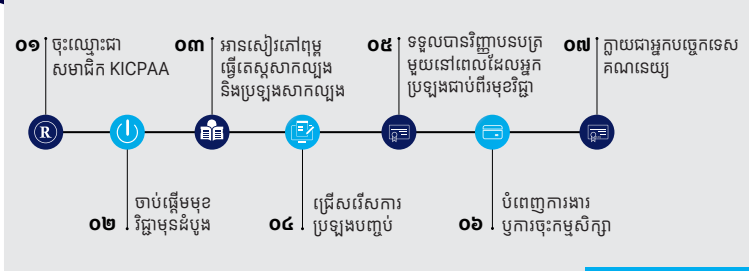 ០១ ចុះឈ្មោះជា
សមាជិក KICPAA
០២ ចាប់ផ្តើមមុខ
វិជ្ជាមុនដំបូង
០៣ អានសៀវភៅពុម្ព
ធ្វើតេស្តសាកល្បង
និងប្រឡងសាកល្បង
០៤ ជ្រើសរើសការ
ប្រឡងបញ្ចប់
០៥ ទទួលបានវិញ្ញាបនបត្រ
មួយនៅពេលដែលអ្នក
ប្រឡងជាប់ពីរមុខវិជ្ជា
០៦ បំពេញការងារ
ឬការចុះកម្មសិក្សា
០៧ ក្លាយជាអ្នកបច្ចេកទេស
គណនេយ្យ
R